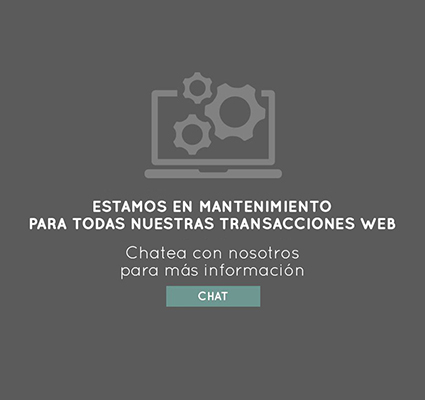 ESTAMOS EN MANTENIMIENTO
PARA TODAS NUESTRAS TRANSACCIONES WEB
Chatea con nosotros
para más información
CHAT